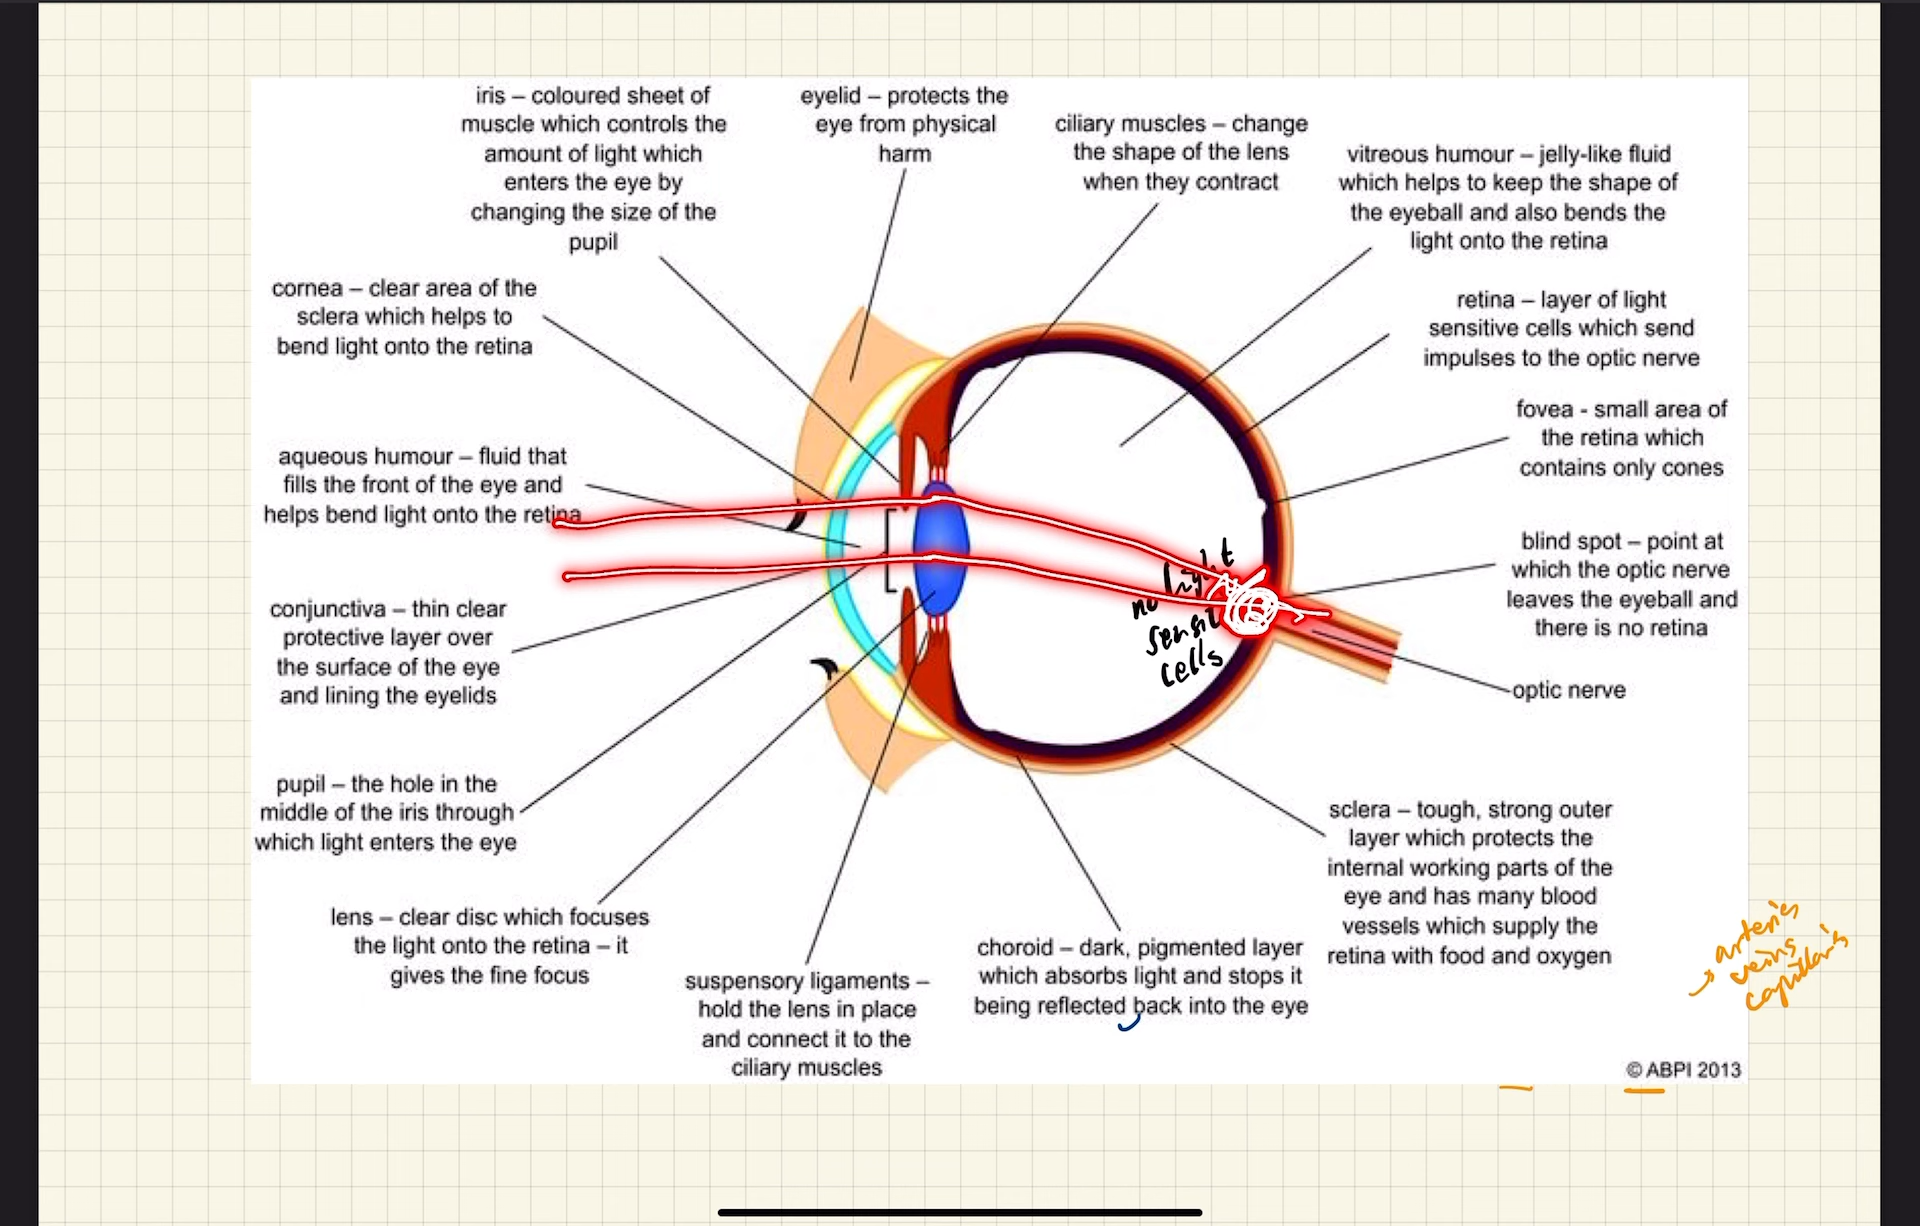 iris – coloured sheet of
muscle which controls the
amount of light which
enters the eye by
changing the size of the
pupil
eyelid – protects the
eye from physical
harm
ciliary muscles – change
the shape of the lens
when they contract
vitreous humour – jelly-like fluid
which helps to keep the shape of
the eyeball and also bends the
light onto the retina
cornea – clear area of the
sclera which helps to
bend light onto the retina
retina – layer of light
sensitive cells which send
impulses to the optic nerve
fovea - small area of
the retina which
contains only cones
aqueous humour – fluid that
fills the front of the eye and
helps bend light onto the retina
blind spot – point at
which the optic nerve
leaves the eyeball and
there is no retina
no light
sensit
cells
conjunctiva – thin clear
protective layer over
the surface of the eye
and lining the eyelids
optic nerve
pupil – the hole in the
middle of the iris through
which light enters the eye
sclera – tough, strong outer
layer which protects the
internal working parts of the
eye and has many blood
vessels which supply the
retina with food and oxygen
arteries
veins
capillaries
lens – clear disc which focuses
the light onto the retina – it
gives the fine focus
suspensory ligaments –
hold the lens in place
and connect it to the
ciliary muscles
choroid – dark, pigmented layer
which absorbs light and stops it
being reflected back into the eye
© ABPI 2013